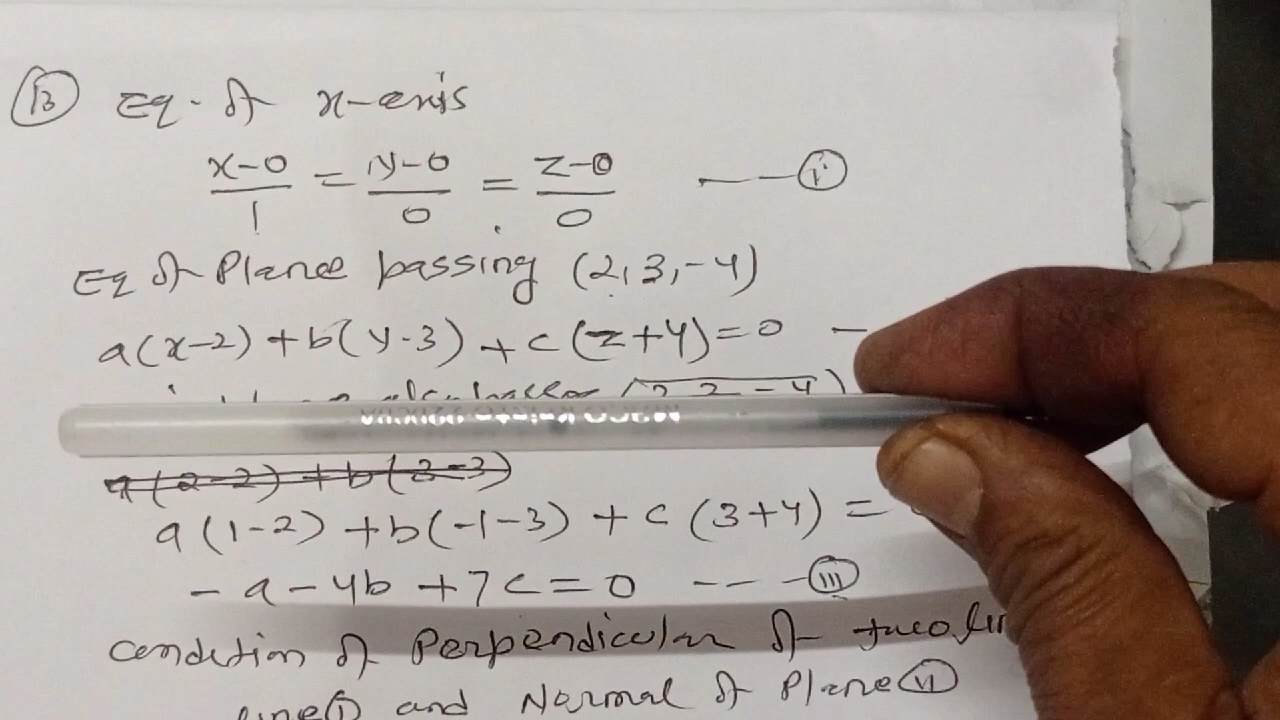 13 Eq. of x-axis
x-0/1 = y-0/0 = z-0/0 —— (i)
Eq of Plane passing (2,3,-4)
a(x-2)+b(y-3)+c(z+4)=0 —
a(2-2)+b(3-3)
a(1-2)+b(-1-3)+c(3+4)=
-a-4b+7c=0 --- (iii)
condition of Perpendicular of two
line (i) and Normal of Plane